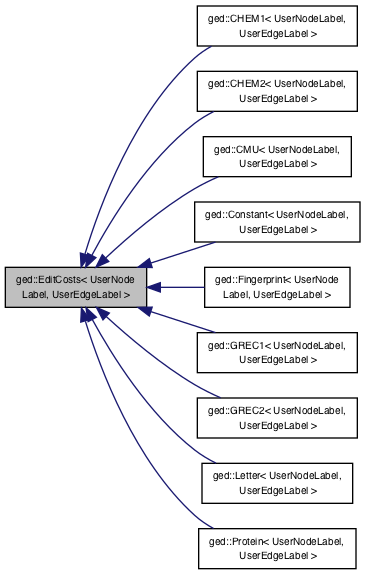 ged::CHEM1< UserNodeLabel,
UserEdgeLabel >
ged::CHEM2< UserNodeLabel,
UserEdgeLabel >
ged::CMU< UserNodeLabel,
UserEdgeLabel >
ged::Constant< UserNodeLabel,
UserEdgeLabel >
ged::EditCosts< UserNode
Label, UserEdgeLabel >
ged::Fingerprint< UserNode
Label, UserEdgeLabel >
ged::GREC1< UserNodeLabel,
UserEdgeLabel >
ged::GREC2< UserNodeLabel,
UserEdgeLabel >
ged::Letter< UserNodeLabel,
UserEdgeLabel >
ged::Protein< UserNodeLabel,
UserEdgeLabel >